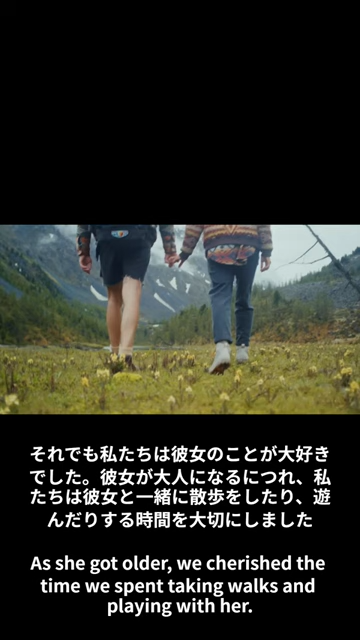 それでも私たちは彼女のことが大好き
でした。彼女が大人になるにつれ、私
たちは彼女と一緒に散歩をしたり、遊
んだりする時間を大切にしました
As she got older, we cherished the
time we spent taking walks and
playing with her.